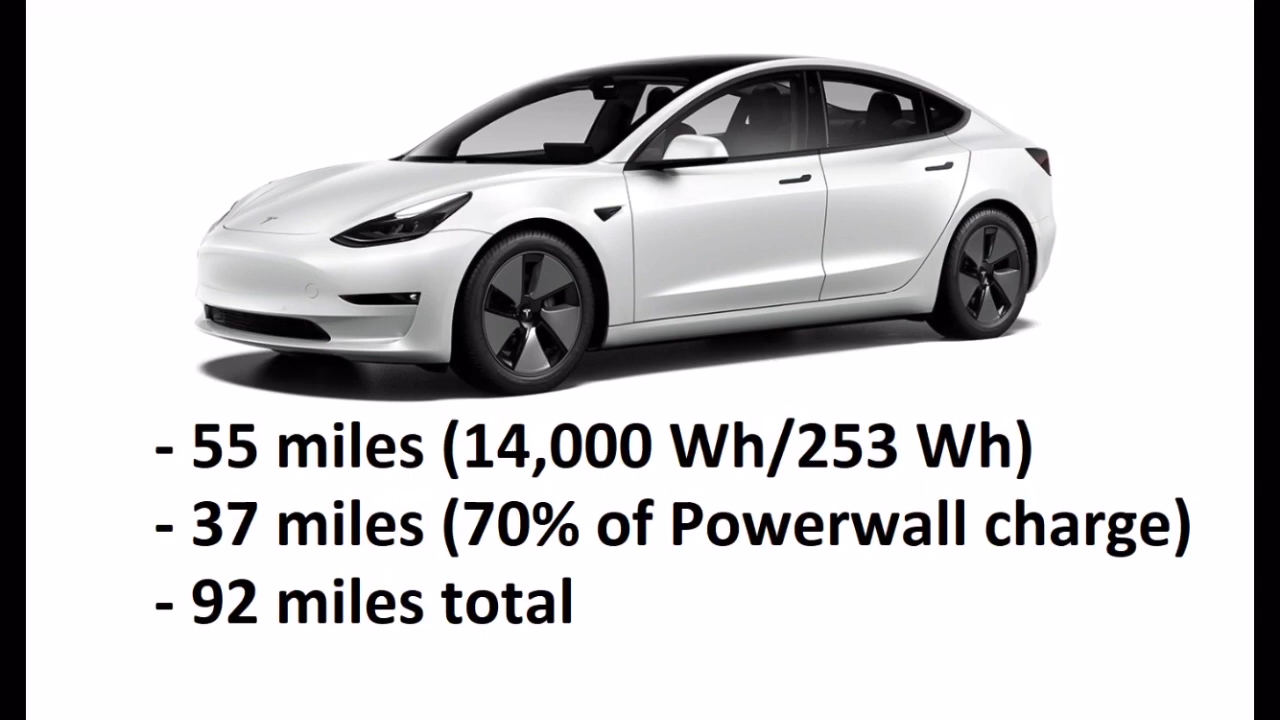 - 55 miles (14,000 Wh/253 Wh)
- 37 miles (70% of Powerwall charge)
- 92 miles total